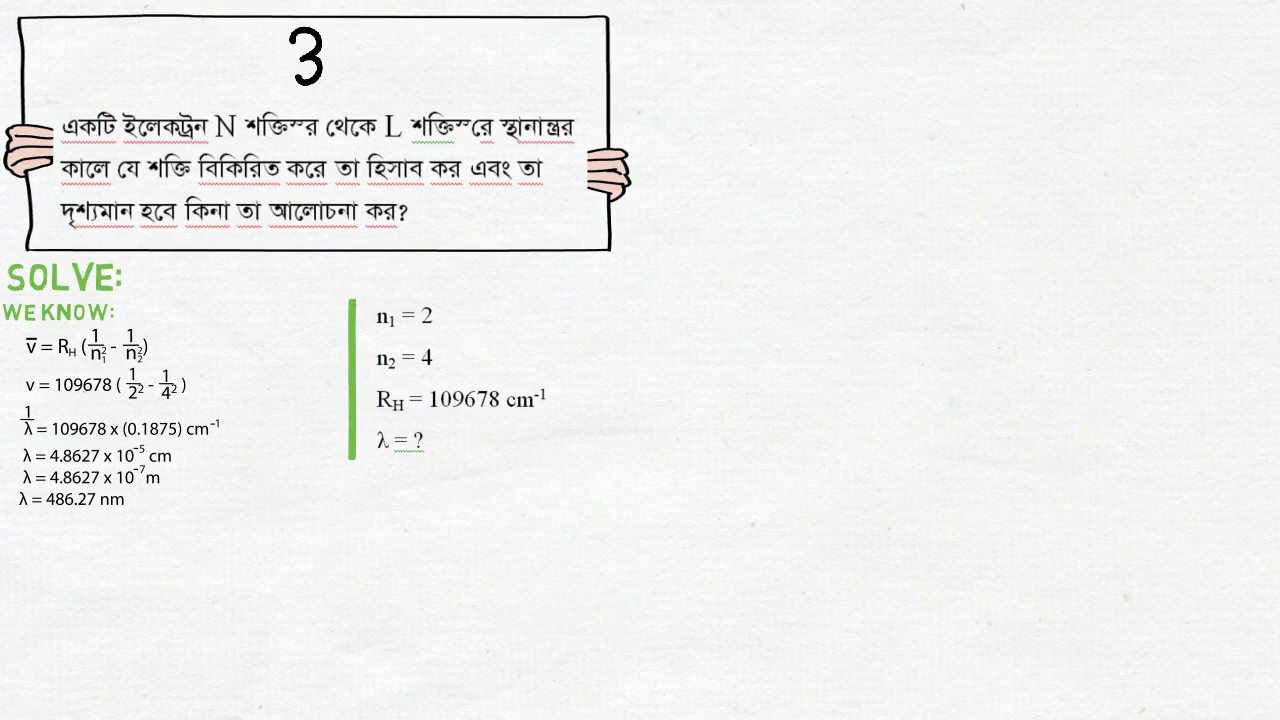 3
একটি ইলেকট্রন N শক্তিস্তর থেকে L শক্তিস্তরে স্থানান্ত্রর
কালে যে শক্তি বিকিরিত করে তা হিসাব কর এবং তা
দৃশ্যমান হবে কিনা তা আলোচনা কর?
SOLVE:
WE KNOW:
v̅ = R_H (1/n₁² - 1/n₂²)
v = 109678 ( 1/2² - 1/4² )
1/λ = 109678 x (0.1875) cm⁻¹
λ = 4.8627 x 10⁻⁵ cm
λ = 4.8627 x 10⁻⁷ m
λ = 486.27 nm
n₁ = 2
n₂ = 4
R_H = 109678 cm⁻¹
λ = ?